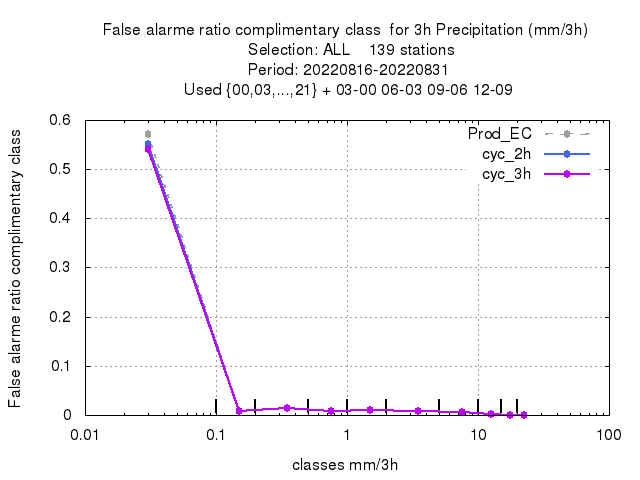 False alarme ratio complimentary class  for 3h Precipitation (mm/3h)
Selection: ALL    139 stations
Period: 20220816-20220831
Used {00,03,...,21} + 03-00 06-03 09-06 12-09
Prod_EC
cyc_2h
cyc_3h
False alarme ratio complimentary class
0.6
0.5
0.4
0.3
0.2
0.1
0
0.01
0.1
1
10
100
classes mm/3h